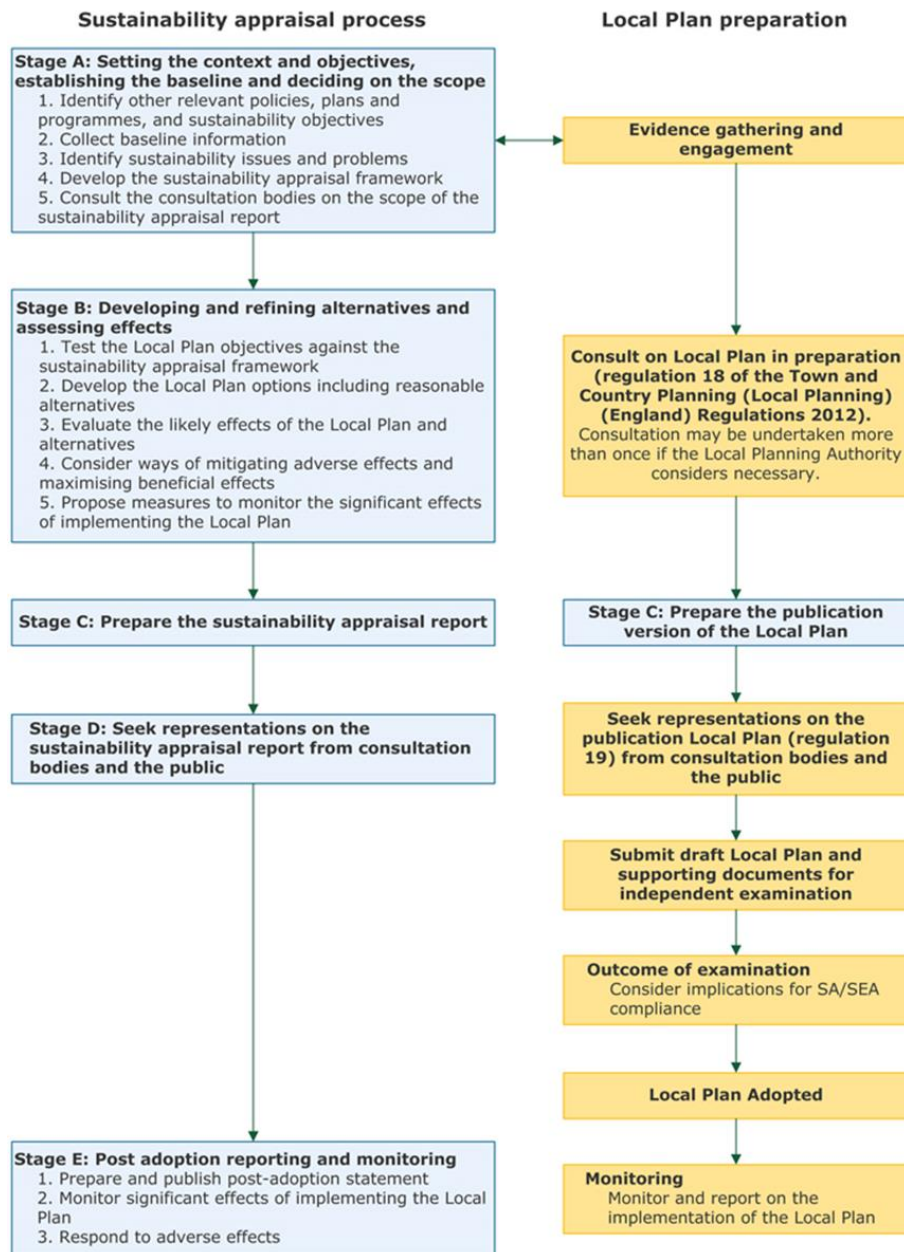 Sustainability appraisal process
Local Plan preparation
Stage A: Setting the context and objectives,
establishing the baseline and deciding on the scope
1. Identify other relevant policies, plans and
programmes, and sustainability objectives
2. Collect baseline information
3. Identify sustainability issues and problems
4. Develop the sustainability appraisal framework
5. Consult the consultation bodies on the scope of the
sustainability appraisal report
Evidence gathering and
engagement
Stage B: Developing and refining alternatives and
assessing effects
1. Test the Local Plan objectives against the
sustainability appraisal framework
2. Develop the Local Plan options including reasonable
alternatives
3. Evaluate the likely effects of the Local Plan and
alternatives
4. Consider ways of mitigating adverse effects and
maximising beneficial effects
5. Propose measures to monitor the significant effects
of implementing the Local Plan
Consult on Local Plan in preparation
(regulation 18 of the Town and
Country Planning (Local Planning)
(England) Regulations 2012).
Consultation may be undertaken more
than once if the Local Planning Authority
considers necessary.
Stage C: Prepare the sustainability appraisal report
Stage C: Prepare the publication
version of the Local Plan
Stage D: Seek representations on the
sustainability appraisal report from consultation
bodies and the public
Seek representations on the
publication Local Plan (regulation
19) from consultation bodies and
the public
Submit draft Local Plan and
supporting documents for
independent examination
Outcome of examination
Consider implications for SA/SEA
compliance
Local Plan Adopted
Stage E: Post adoption reporting and monitoring
1. Prepare and publish post-adoption statement
2. Monitor significant effects of implementing the Local
Plan
3. Respond to adverse effects
Monitoring
Monitor and report on the
implementation of the Local Plan